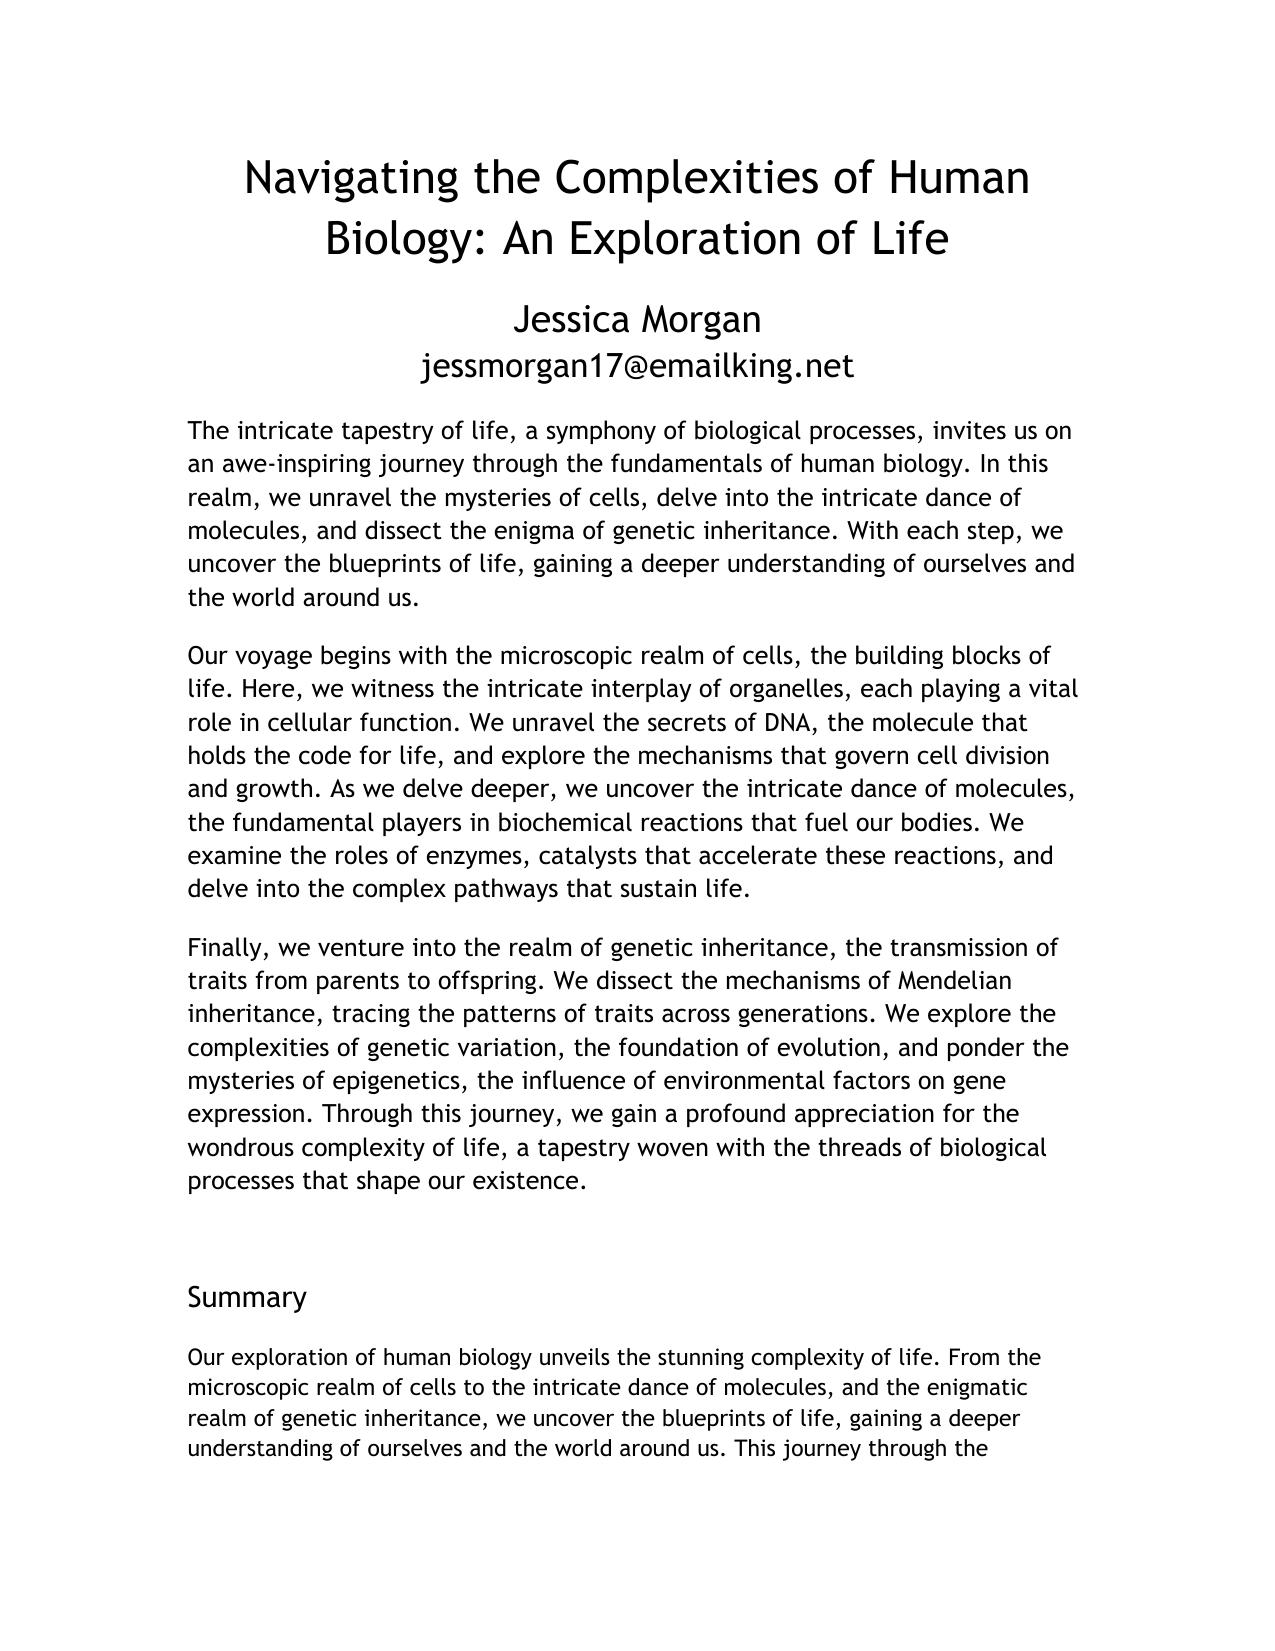 Navigating the Complexities of Human
Biology: An Exploration of Life
Jessica Morgan
jessmorgan17@emailking.net
The intricate tapestry of life, a symphony of biological processes, invites us on
an awe-inspiring journey through the fundamentals of human biology. In this
realm, we unravel the mysteries of cells, delve into the intricate dance of
molecules, and dissect the enigma of genetic inheritance. With each step, we
uncover the blueprints of life, gaining a deeper understanding of ourselves and
the world around us.
Our voyage begins with the microscopic realm of cells, the building blocks of
life. Here, we witness the intricate interplay of organelles, each playing a vital
role in cellular function. We unravel the secrets of DNA, the molecule that
holds the code for life, and explore the mechanisms that govern cell division
and growth. As we delve deeper, we uncover the intricate dance of molecules,
the fundamental players in biochemical reactions that fuel our bodies. We
examine the roles of enzymes, catalysts that accelerate these reactions, and
delve into the complex pathways that sustain life.
Finally, we venture into the realm of genetic inheritance, the transmission of
traits from parents to offspring. We dissect the mechanisms of Mendelian
inheritance, tracing the patterns of traits across generations. We explore the
complexities of genetic variation, the foundation of evolution, and ponder the
mysteries of epigenetics, the influence of environmental factors on gene
expression. Through this journey, we gain a profound appreciation for the
wondrous complexity of life, a tapestry woven with the threads of biological
processes that shape our existence.
Summary
Our exploration of human biology unveils the stunning complexity of life. From the
microscopic realm of cells to the intricate dance of molecules, and the enigmatic
realm of genetic inheritance, we uncover the blueprints of life, gaining a deeper
understanding of ourselves and the world around us. This journey through the